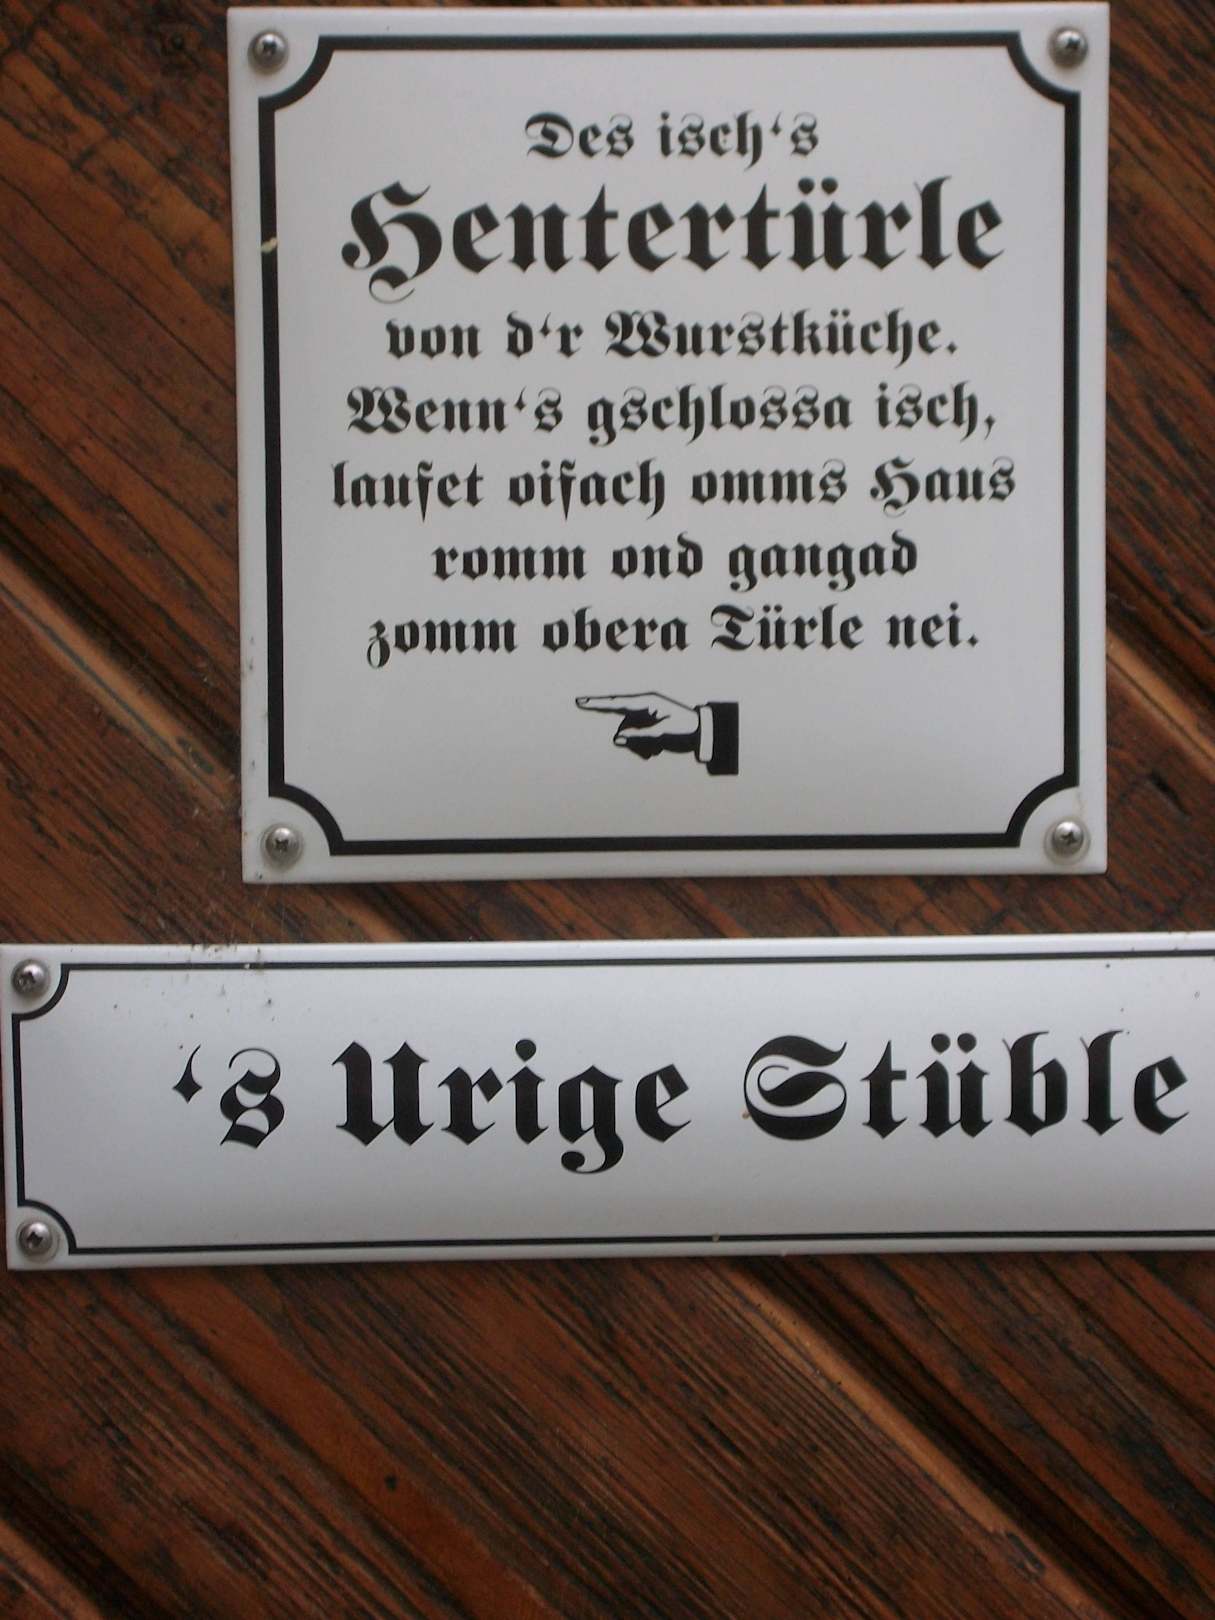 Des isch‘s
Hentertürle
von d‘r Wurstküche.
Wenn‘s gschlossa isch,
laufet oifach omms Haus
romm ond gangad
zomm obera Türle nei.
‘s Urige Stüble